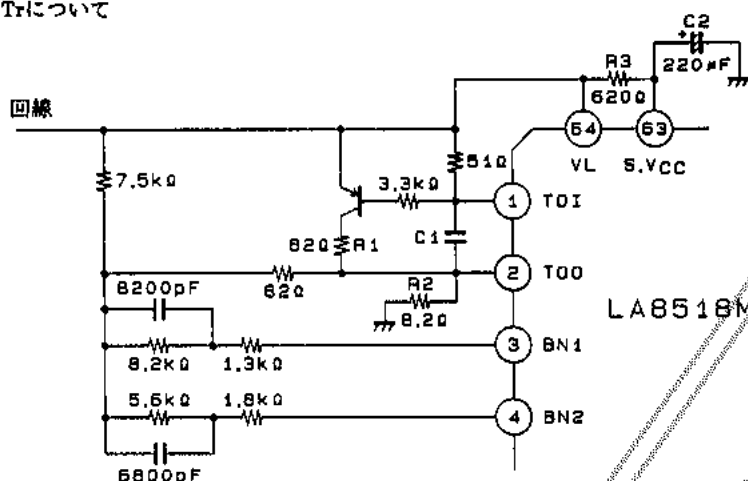 Trについて
C2
+
220μF
R3
620Ω
回線
64
63
VL
S.VCC
7.5kΩ
51Ω
3.3kΩ
1
TOI
82Ω
R1
C1
62Ω
2
TOO
8200pF
R2
8.2Ω
LA8518M
8.2kΩ
1.3kΩ
3
BN1
5.6kΩ
1.8kΩ
4
BN2
6800pF